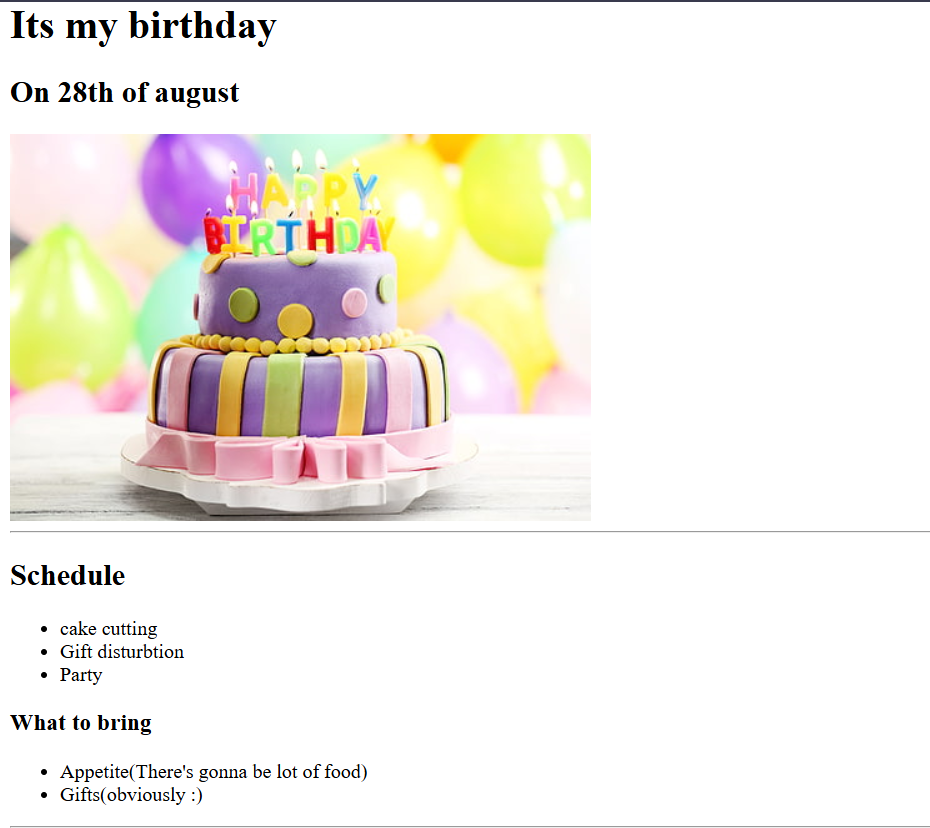 Its my birthday
On 28th of august
HAPPY
BIRTHDAY
Schedule
cake cutting
Gift disturbtion
Party
What to bring
Appetite(There's gonna be lot of food)
Gifts(obviously :)